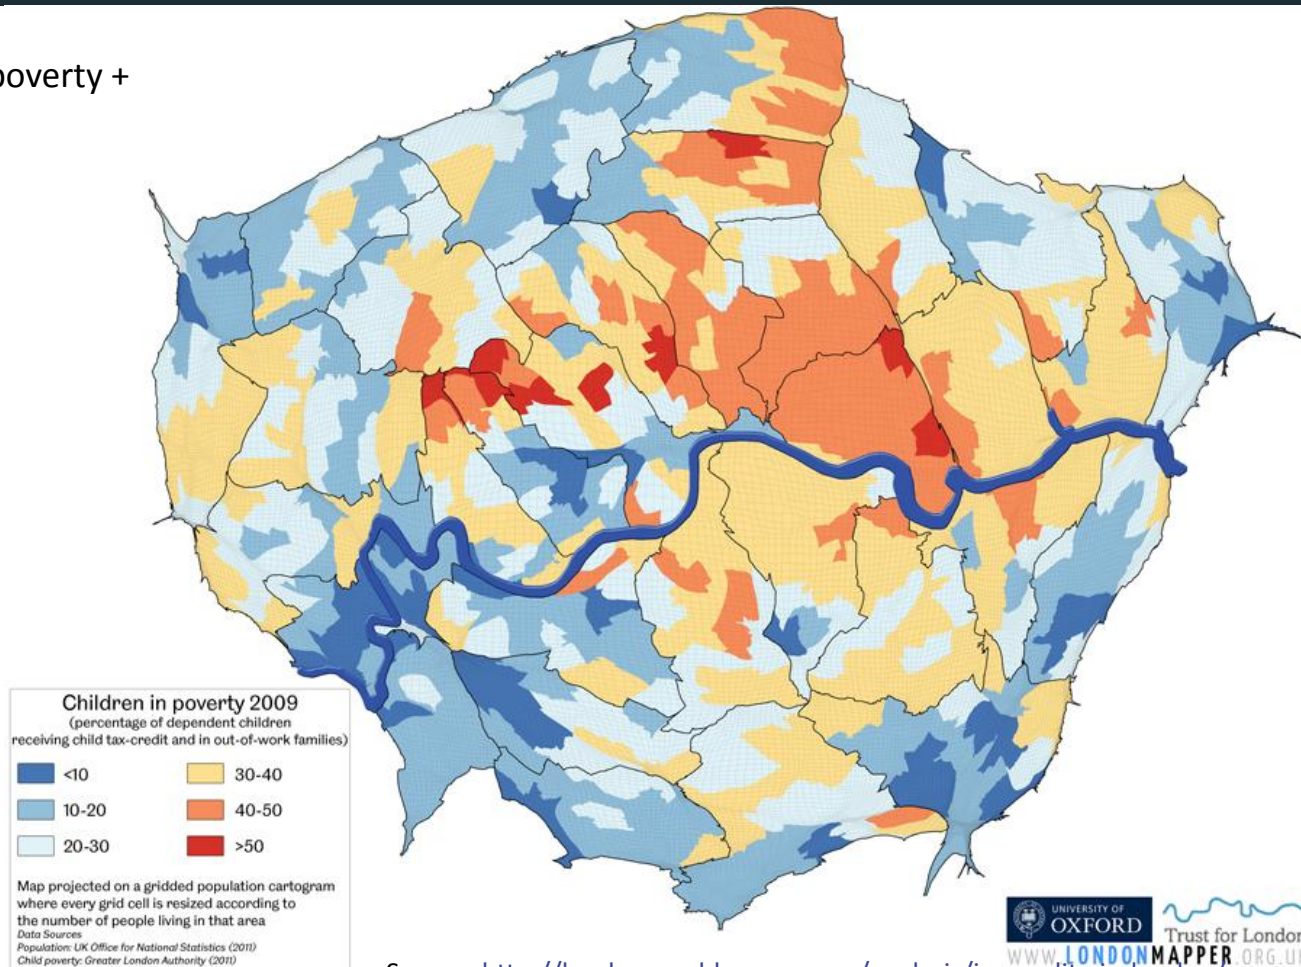 poverty +
Children in poverty 2009
(percentage of dependent children
receiving child tax-credit and in out-of-work families)
<10
10-20
20-30
30-40
40-50
>50
Map projected on a gridded population cartogram
where every grid cell is resized according to
the number of people living in that area
Data Sources
Population: UK Office for National Statistics (2011)
Child poverty: Greater London Authority (2011)
UNIVERSITY OF
OXFORD
Trust for London
WWW.LONDONMAPPER.ORG.UK